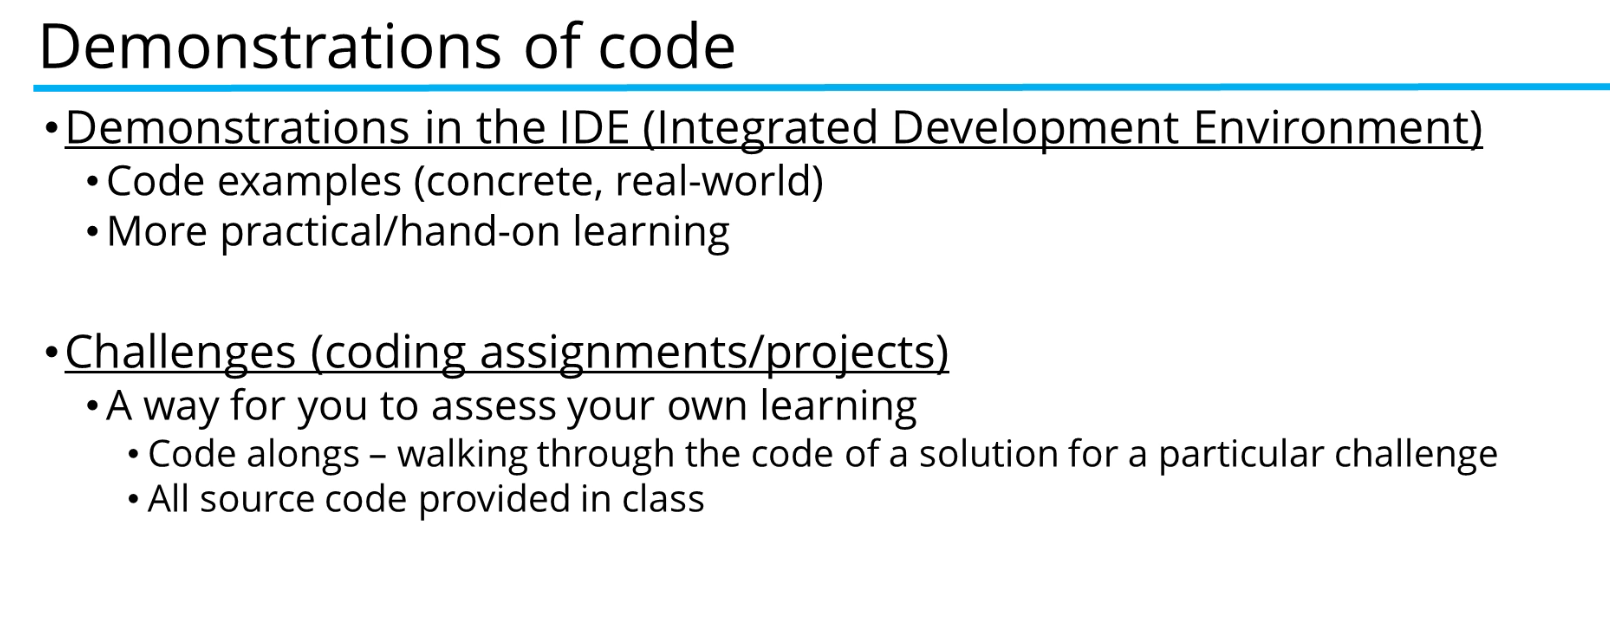 Demonstrations of code
•Demonstrations in the IDE (Integrated Development Environment)
•Code examples (concrete, real-world)
•More practical/hand-on learning
•Challenges (coding assignments/projects)
•A way for you to assess your own learning
•Code alongs – walking through the code of a solution for a particular challenge
•All source code provided in class